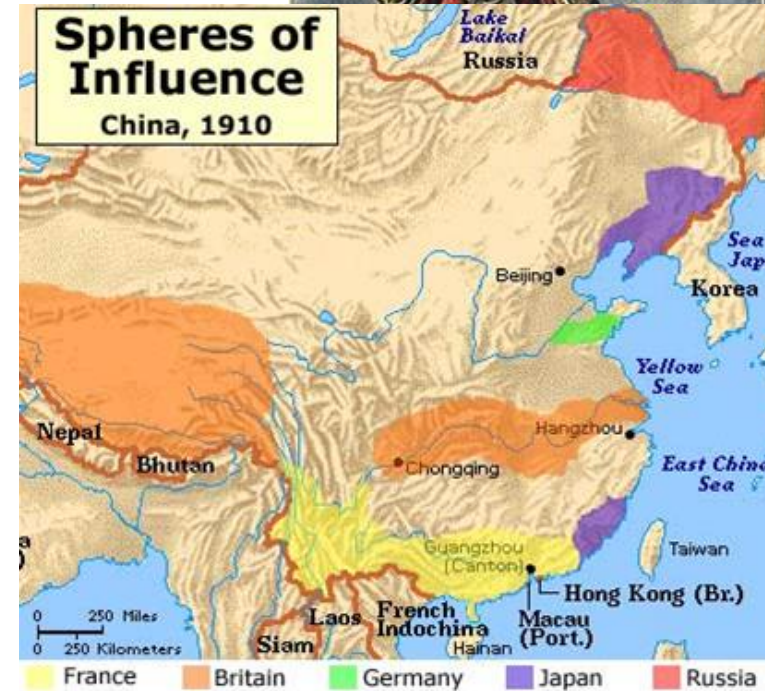 Spheres of
Influence
China, 1910
Lake
Baikal
Russia
Beijing
Sea
Jap
Korea
Yellow
Sea
Nepal
Bhutan
Hangzhou
Chongqing
East China
Sea
Guangzhou
(Canton)
Taiwan
Hong Kong (Br.)
Macau
(Port.)
Laos
French
Indochina
Hainan
Siam
0 250 Miles
0 250 Kilometers
France Britain Germany Japan Russia